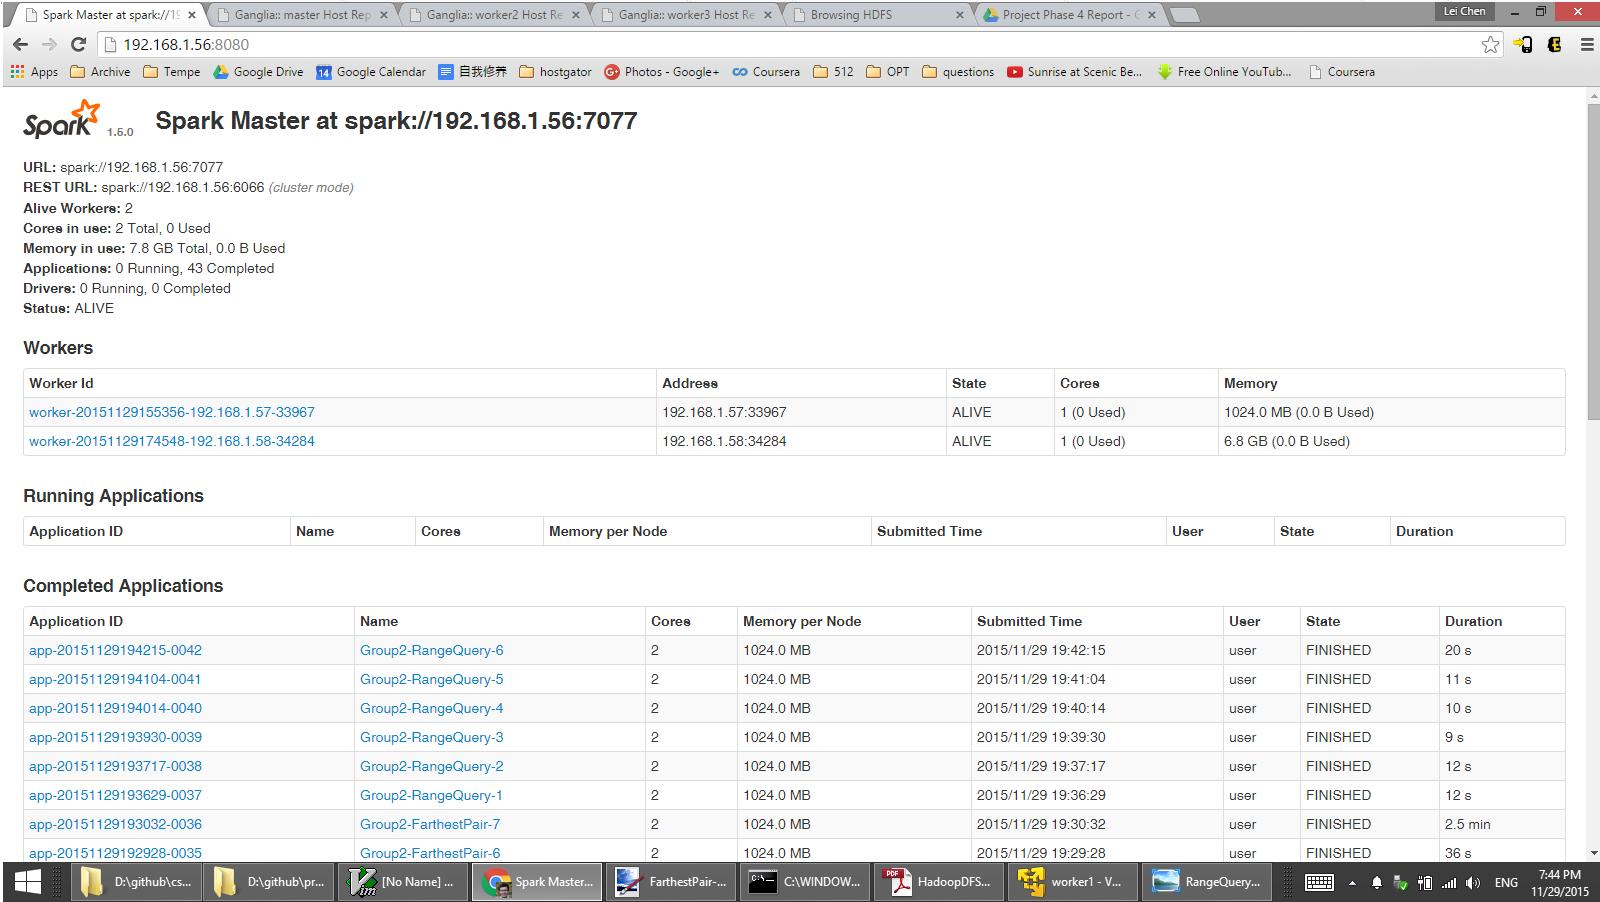 Spark Master at spark://19
Ganglia:: master Host Rep
Ganglia:: worker2 Host Re
Ganglia:: worker3 Host Re
Browsing HDFS
Project Phase 4 Report - G
Lei Chen
192.168.1.56:8080
Apps
Archive
Tempe
Google Drive
14 Google Calendar
自我修养
hostgator
Photos - Google+
Coursera
512
OPT
questions
Sunrise at Scenic Be...
Free Online YouTub...
Coursera
Spark 1.5.0
Spark Master at spark://192.168.1.56:7077
URL: spark://192.168.1.56:7077
REST URL: spark://192.168.1.56:6066 (cluster mode)
Alive Workers: 2
Cores in use: 2 Total, 0 Used
Memory in use: 7.8 GB Total, 0.0 B Used
Applications: 0 Running, 43 Completed
Drivers: 0 Running, 0 Completed
Status: ALIVE
Workers
Worker Id Address State Cores Memory
worker-20151129155356-192.168.1.57-33967 192.168.1.57:33967 ALIVE 1 (0 Used) 1024.0 MB (0.0 B Used)
worker-20151129174548-192.168.1.58-34284 192.168.1.58:34284 ALIVE 1 (0 Used) 6.8 GB (0.0 B Used)
Running Applications
Application ID Name Cores Memory per Node Submitted Time User State Duration
Completed Applications
Application ID Name Cores Memory per Node Submitted Time User State Duration
app-20151129194215-0042 Group2-RangeQuery-6 2 1024.0 MB 2015/11/29 19:42:15 user FINISHED 20 s
app-20151129194104-0041 Group2-RangeQuery-5 2 1024.0 MB 2015/11/29 19:41:04 user FINISHED 11 s
app-20151129194014-0040 Group2-RangeQuery-4 2 1024.0 MB 2015/11/29 19:40:14 user FINISHED 10 s
app-20151129193930-0039 Group2-RangeQuery-3 2 1024.0 MB 2015/11/29 19:39:30 user FINISHED 9 s
app-20151129193717-0038 Group2-RangeQuery-2 2 1024.0 MB 2015/11/29 19:37:17 user FINISHED 12 s
app-20151129193629-0037 Group2-RangeQuery-1 2 1024.0 MB 2015/11/29 19:36:29 user FINISHED 12 s
app-20151129193032-0036 Group2-FarthestPair-7 2 1024.0 MB 2015/11/29 19:30:32 user FINISHED 2.5 min
app-20151129192928-0035 Group2-FarthestPair-6 2 1024.0 MB 2015/11/29 19:29:28 user FINISHED 36 s
D:\github\cs...
D:\github\pr...
[No Name] ...
Spark Master...
FarthestPair-...
C:\WINDOW...
HadoopDFS...
worker1 - V...
RangeQuery...
ENG
7:44 PM
11/29/2015